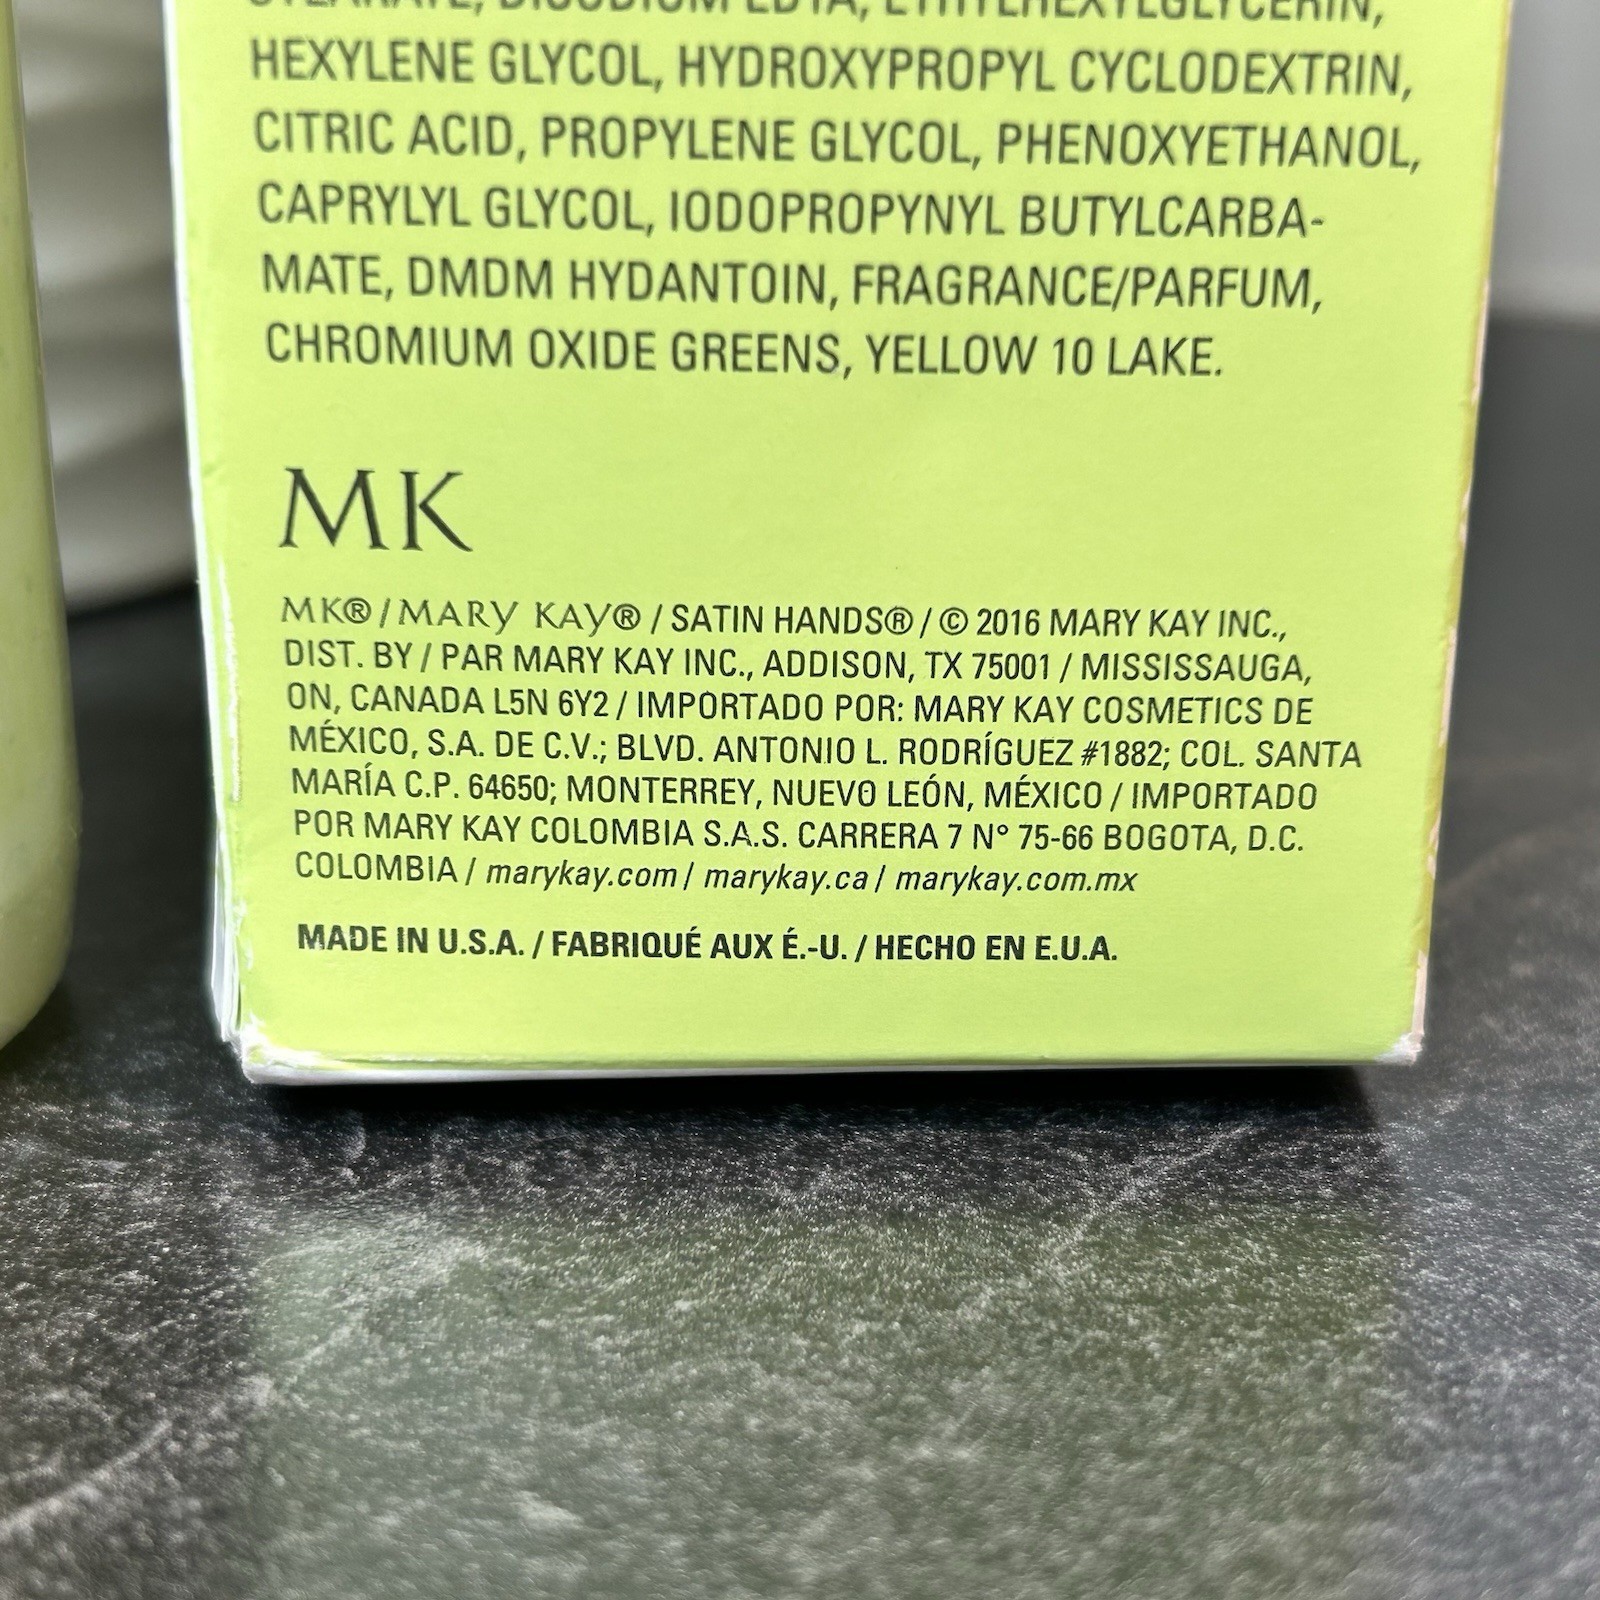 STEARATE, DISODIUM EDTA, ETHYLHEXYLGLYCERIN,
HEXYLENE GLYCOL, HYDROXYPROPYL CYCLODEXTRIN,
CITRIC ACID, PROPYLENE GLYCOL, PHENOXYETHANOL,
CAPRYLYL GLYCOL, IODOPROPYNYL BUTYLCARBA-
MATE, DMDM HYDANTOIN, FRAGRANCE/PARFUM,
CHROMIUM OXIDE GREENS, YELLOW 10 LAKE.
MK
MK® / MARY KAY® / SATIN HANDS® / © 2016 MARY KAY INC.,
DIST. BY / PAR MARY KAY INC., ADDISON, TX 75001 / MISSISSAUGA,
ON, CANADA L5N 6Y2 / IMPORTADO POR: MARY KAY COSMETICS DE
MÉXICO, S.A. DE C.V.; BLVD. ANTONIO L. RODRÍGUEZ #1882; COL. SANTA
MARÍA C.P. 64650; MONTERREY, NUEVO LEÓN, MÉXICO / IMPORTADO
POR MARY KAY COLOMBIA S.A.S. CARRERA 7 N° 75-66 BOGOTA, D.C.
COLOMBIA / marykay.com / marykay.ca / marykay.com.mx
MADE IN U.S.A. / FABRIQUÉ AUX É.-U. / HECHO EN E.U.A.